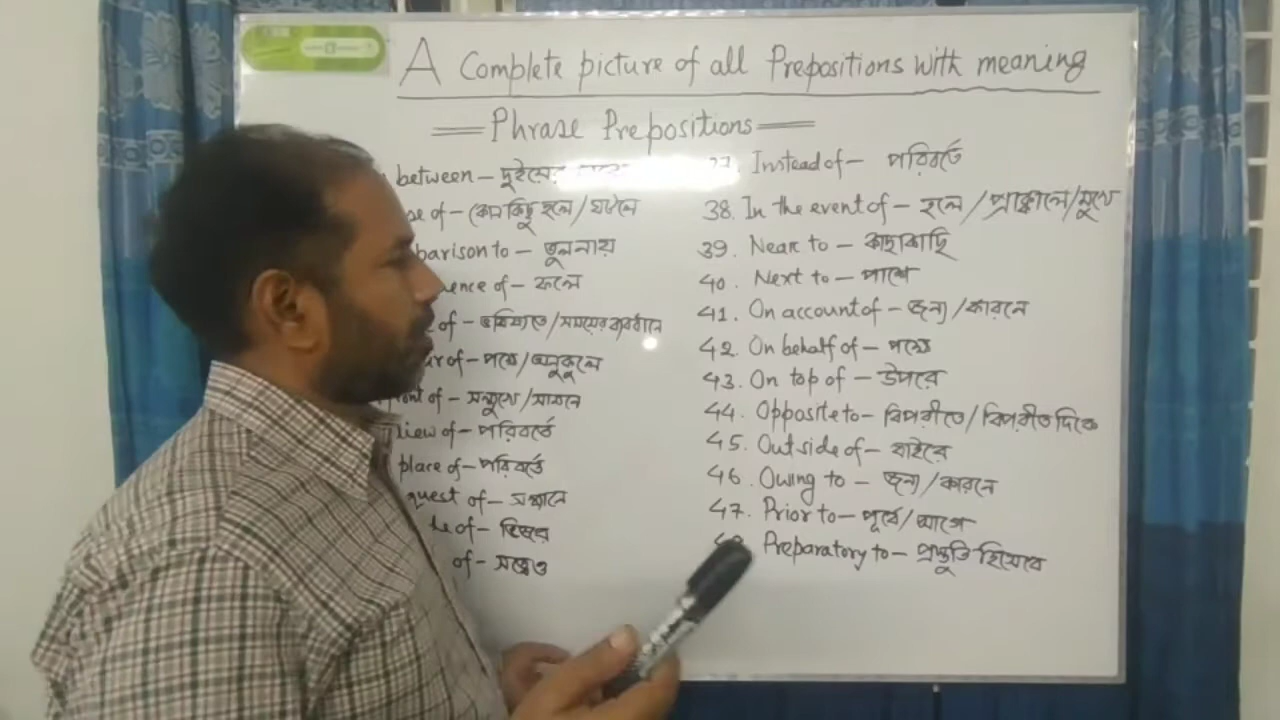 A Complete picture of all Prepositions with meaning
Phrase Prepositions
between – দুইয়ের
of – কোন কিছু হলে/ঘটলে
parison to – তুলনায়
ence of – ফলে
of – ভবিষ্যতে/সময়ের ব্যবধানে
ur of – পক্ষে/অনুকূলে
ont of – সম্মুখে/সামনে
liew of – পরিবর্তে
place of – পরিবর্তে
quest of – সন্ধানে
of –
of – সত্ত্বেও
Instead of – পরিবর্তে
38. In the event of – হলে/প্রাক্কালে/মুখে
39. Near to – কাছাকাছি
40. Next to – পাশে
41. On account of – জন্য/কারনে
42. On behalf of – পক্ষে
43. On top of – উপরে
44. Opposite to – বিপরীতে/বিপরীত দিকে
45. Outside of – বাইরে
46. Owing to – জন্য/কারনে
47. Prior to – পূর্বে/আগে
Preparatory to – প্রস্তুতি হিসেবে